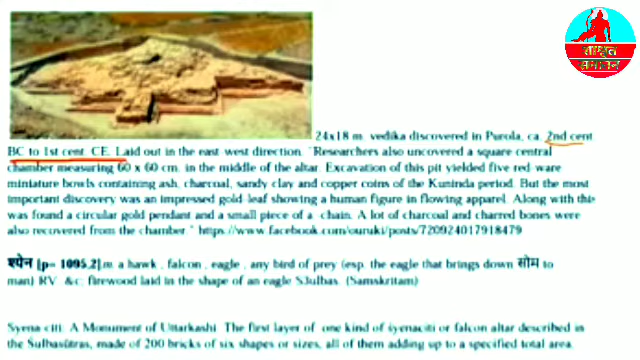 राष्ट्रपुत्र
समाधान
24x18 m. vedika discovered in Purola, ca. 2nd cent
BC to 1st cent. CE. Laid out in the east west direction. "Researchers also uncovered a square central
chamber measuring 60 x 60 cm. in the middle of the altar. Excavation of this pit yielded five red ware
miniature bowls containing ash, charcoal, sandy clay and copper coins of the Kuninda period. But the most
important discovery was an impressed gold leaf showing a human figure in flowing apparel. Along with this
was found a circular gold pendant and a small piece of a chain. A lot of charcoal and charred bones were
also recovered from the chamber." https://www.facebook.com/ouruki/posts/720924017918479
श्येन [p= 1095,2] m. a hawk , falcon , eagle , any bird of prey (esp. the eagle that brings down सोम to
man) RV. &c. firewood laid in the shape of an eagle S3ulbas. (Samskritam)
Syena citi: A Monument of Uttarkashi. The first layer of one kind of śyenaciti or falcon altar described in
the Śulbasūtras, made of 200 bricks of six shapes or sizes, all of them adding up to a specified total area.